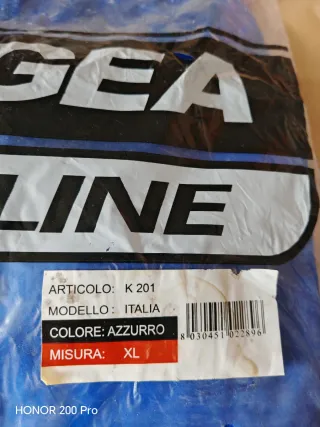 GEA
LINE
ARTICOLO: K 201
MODELLO: ITALIA
COLORE: AZZURRO
MISURA: XL
8 030451 022896
HONOR 200 Pro